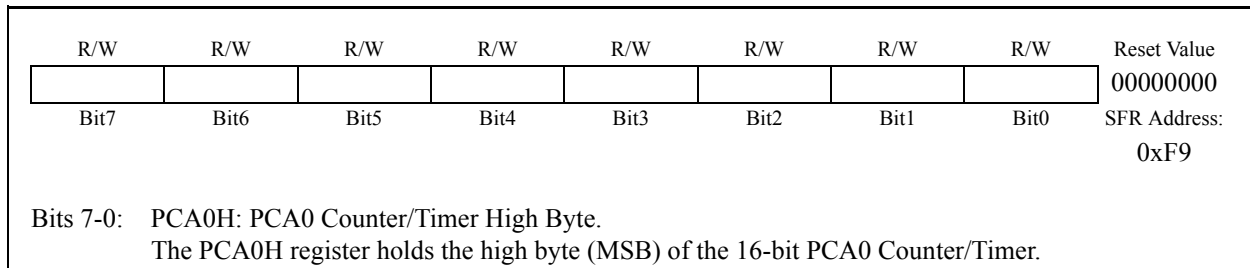 R/W R/W R/W R/W R/W R/W R/W R/W Reset Value
00000000
Bit7 Bit6 Bit5 Bit4 Bit3 Bit2 Bit1 Bit0 SFR Address:
0xF9
Bits 7-0: PCA0H: PCA0 Counter/Timer High Byte.
The PCA0H register holds the high byte (MSB) of the 16-bit PCA0 Counter/Timer.